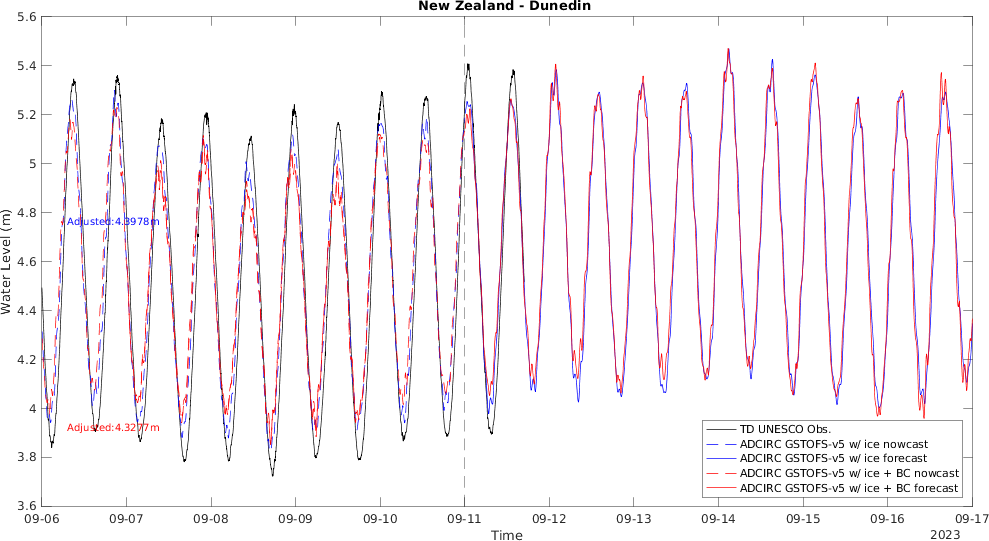 New Zealand - Dunedin
5.6
5.4
5.2
5
4.8
4.6
4.4
4.2
4
3.8
3.6
Water Level (m)
Adjusted:4.3978m
Adjusted:4.3277m
TD UNESCO Obs.
ADCIRC GSTOFS-v5 w/ ice nowcast
ADCIRC GSTOFS-v5 w/ ice forecast
ADCIRC GSTOFS-v5 w/ ice + BC nowcast
ADCIRC GSTOFS-v5 w/ ice + BC forecast
09-06 09-07 09-08 09-09 09-10 09-11 09-12 09-13 09-14 09-15 09-16 09-17
Time
2023